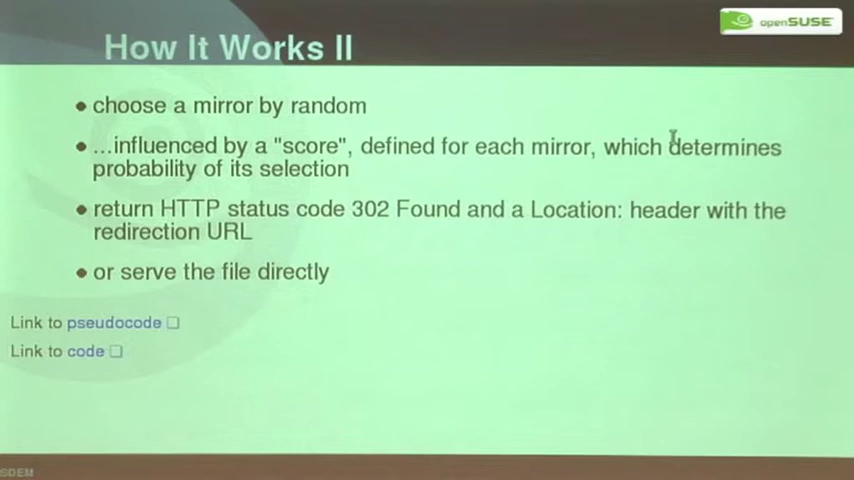 openSUSE
How It Works II
choose a mirror by random
...influenced by a "score", defined for each mirror, which determines
probability of its selection
return HTTP status code 302 Found and a Location: header with the
redirection URL
or serve the file directly
Link to pseudocode
Link to code
SDEM